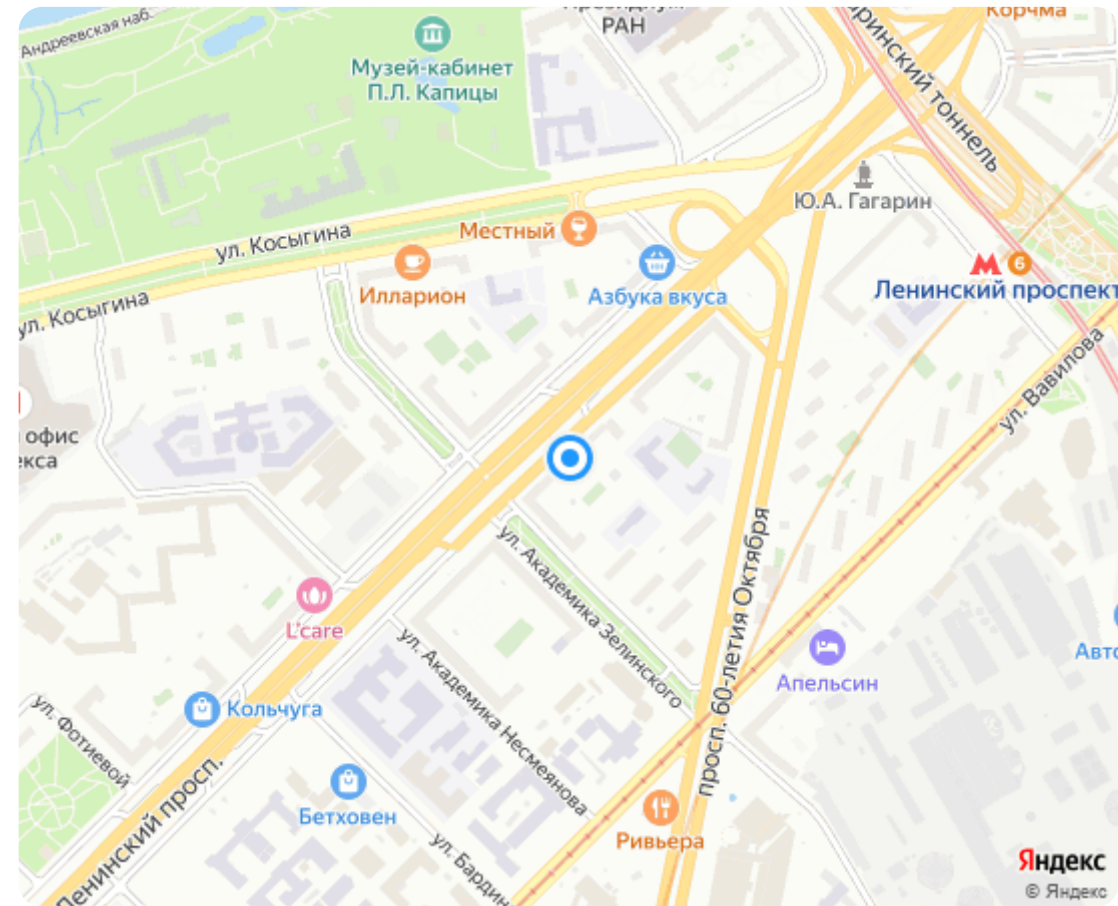 Андреевская наб.
Музей-кабинет
П.Л. Капицы
РАН
Корчма
тоннель
Ю.А. Гагарин
ул. Косыгина
Местный
Илларион
Азбука вкуса
6
Ленинский проспект
ул. Косыгина
ул. Вавилова
офис
ул. Академика Зелинского
просп. 60-летия Октября
L'care
ул. Академика Несмеянова
Апельсин
Кольчуга
ул. Фотиевой
Ленинский просп.
Бетховен
Ривьера
Яндекс
© Яндекс